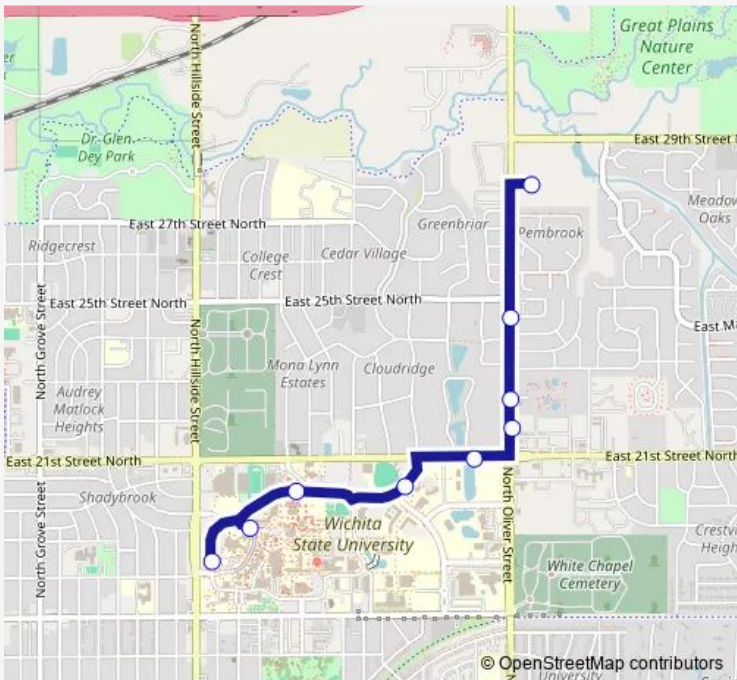 Great Plains
Nature
Center
North Hillside Street
Dr. Glen
Dey Park
East 29th Street N
Meadow
Oaks
East 27th Street North
Greenbriar
Pembrook
Ridgecrest
College
Crest
Cedar Village
East 25th Street North
East 25th Street North
East Ma
North Grove Street
North Hillside Street
Mona Lynn
Estates
Cloudridge
Audrey
Matlock
Heights
East 21st Street North
East 21st Street North
Shadybrook
North Grove Street
Wichita
State University
North Oliver Street
Crestvi
Heigh
White Chapel
Cemetery
University
N
© OpenStreetMap contributors